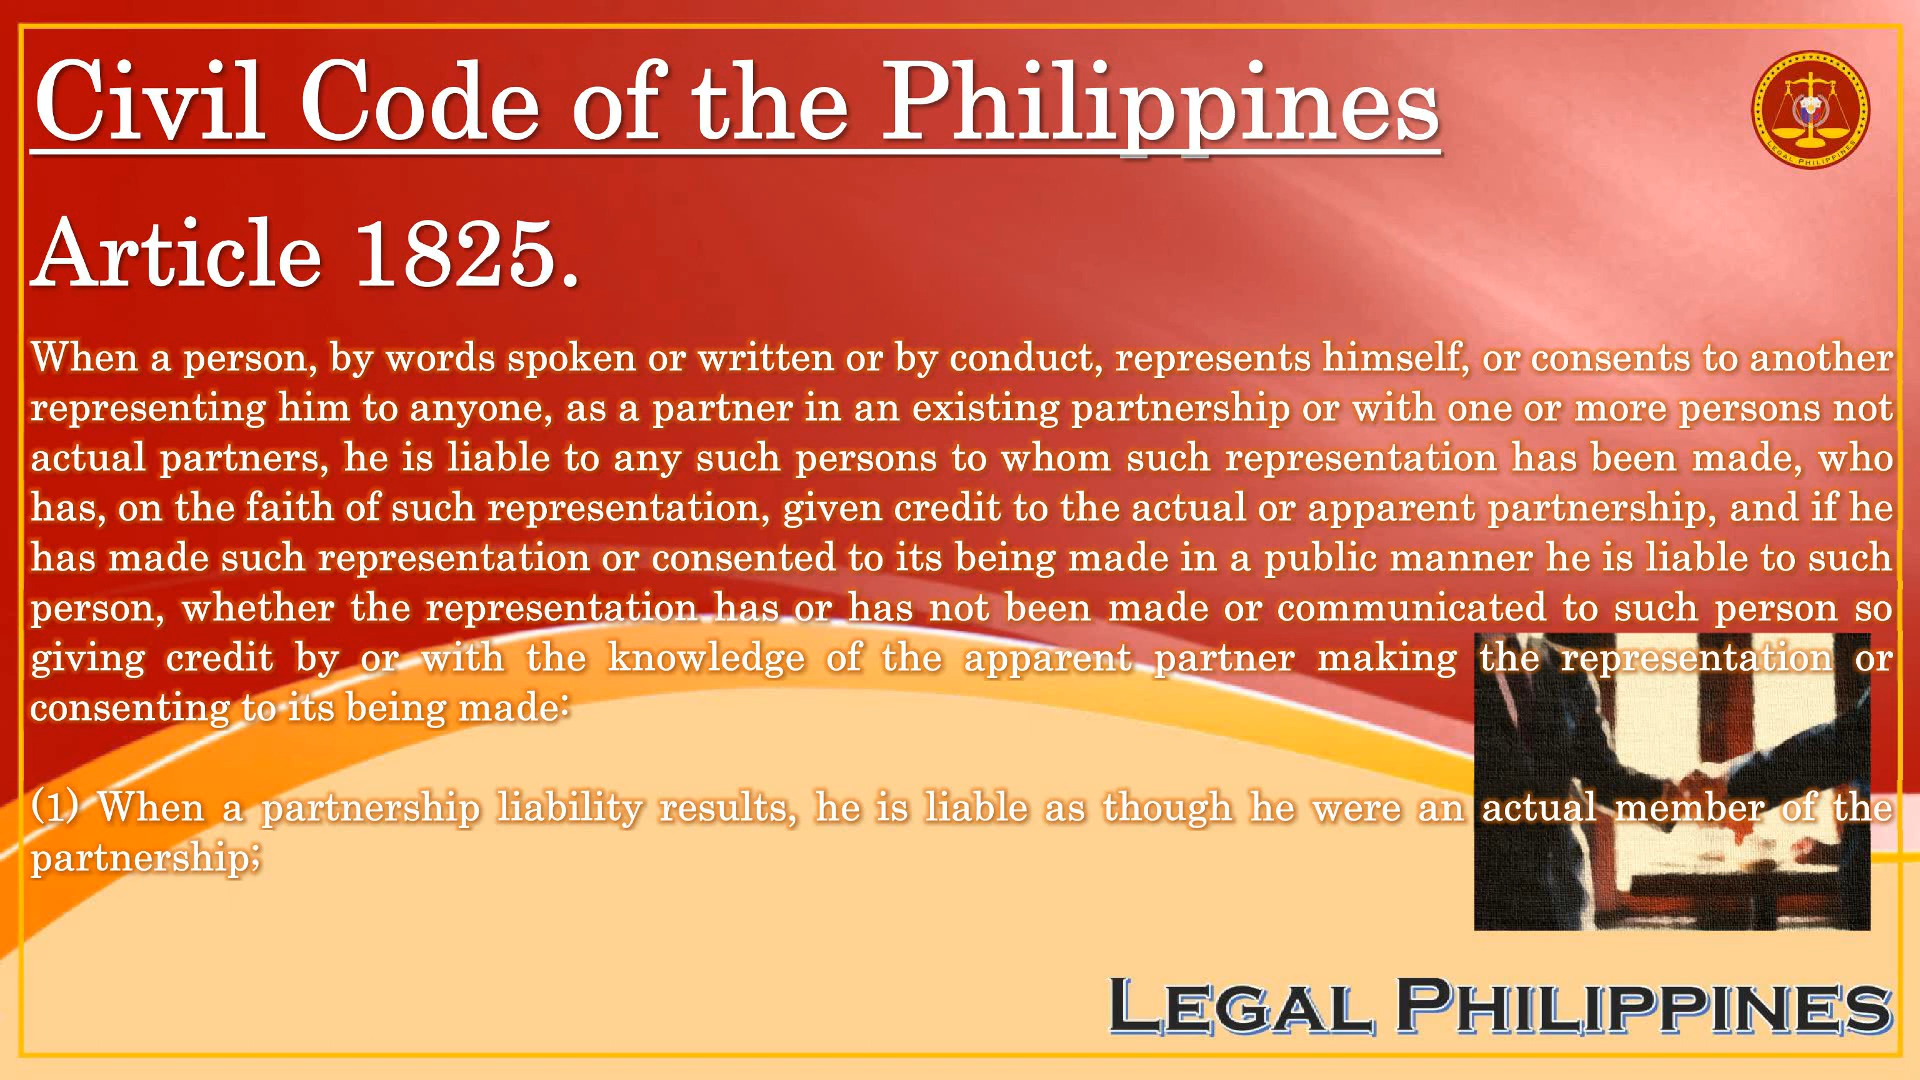 Civil Code of the Philippines
LEGAL PHILIPPINES
Article 1825.
When a person, by words spoken or written or by conduct, represents himself, or consents to another
representing him to anyone, as a partner in an existing partnership or with one or more persons not
actual partners, he is liable to any such persons to whom such representation has been made, who
has, on the faith of such representation, given credit to the actual or apparent partnership, and if he
has made such representation or consented to its being made in a public manner he is liable to such
person, whether the representation has or has not been made or communicated to such person so
giving credit by or with the knowledge of the apparent partner making the representation or
consenting to its being made:
(1) When a partnership liability results, he is liable as though he were an actual member of the
partnership;
LEGAL PHILIPPINES